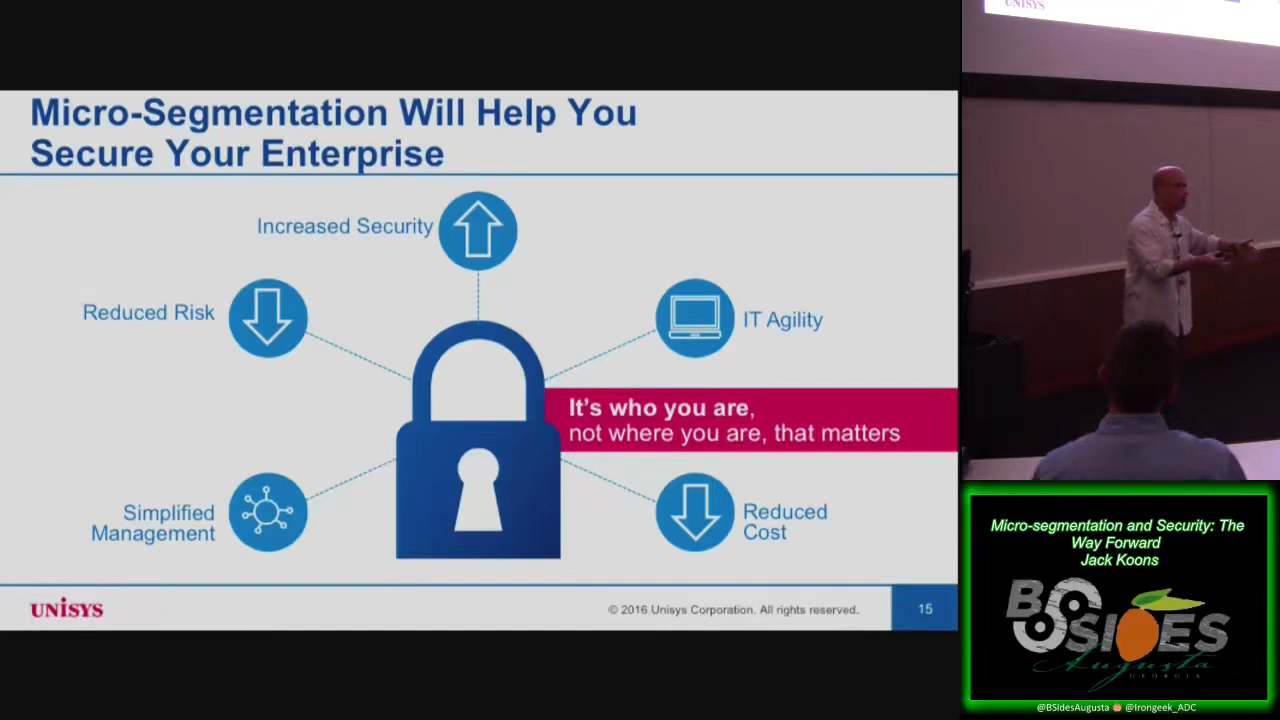 Micro-Segmentation Will Help You
Secure Your Enterprise
Increased Security
Reduced Risk
IT Agility
It's who you are,
not where you are, that matters
Simplified
Management
Reduced
Cost
UNISYS
© 2016 Unisys Corporation. All rights reserved.
15
UNISYS
Micro-segmentation and Security: The
Way Forward
Jack Koons
BSIDES
Augusta
GEORGIA
@BSidesAugusta @Irongeek_ADC